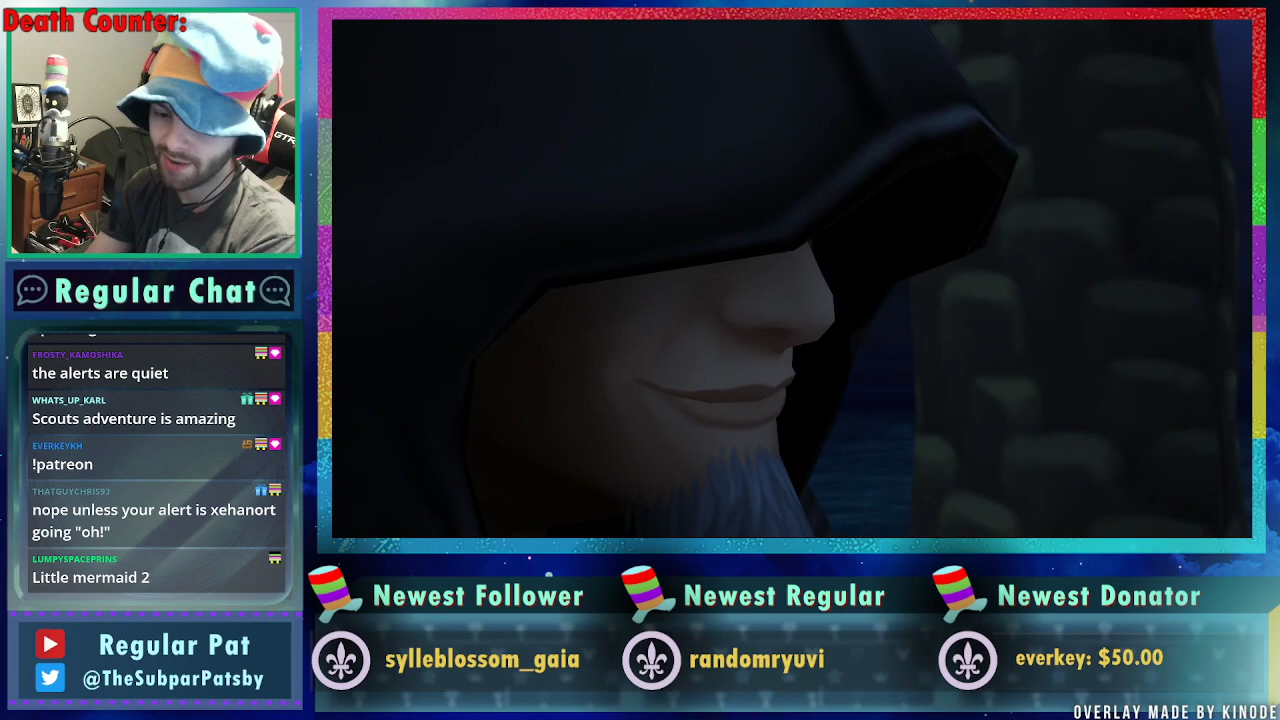 Death Counter:
GTR
Regular Chat
FROSTY_KAMOSHIKA
the alerts are quiet
WHATS_UP_KARL
Scouts adventure is amazing
EVERKEYKH
!patreon
THATGUYCHRIS93
nope unless your alert is xehanort
going "oh!"
LUMPYSPACEPRINS
Little mermaid 2
Regular Pat
@TheSubparPatsby
Newest Follower
sylleblossom_gaia
Newest Regular
randomryuvi
Newest Donator
everkey: $50.00
OVERLAY MADE BY KINODE